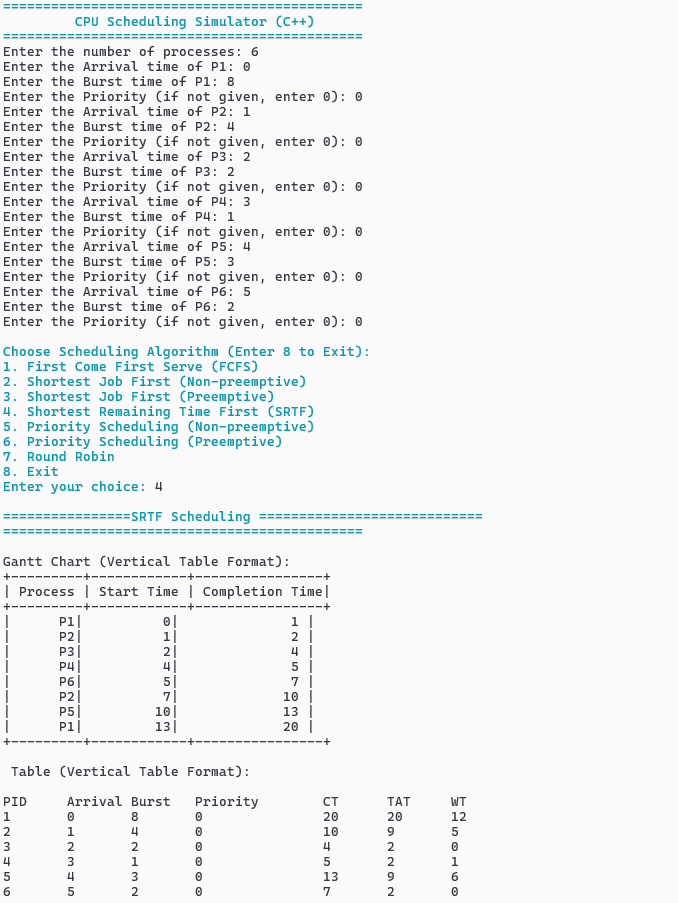 =============================================
         CPU Scheduling Simulator (C++)
=============================================
Enter the number of processes: 6
Enter the Arrival time of P1: 0
Enter the Burst time of P1: 8
Enter the Priority (if not given, enter 0): 0
Enter the Arrival time of P2: 1
Enter the Burst time of P2: 4
Enter the Priority (if not given, enter 0): 0
Enter the Arrival time of P3: 2
Enter the Burst time of P3: 2
Enter the Priority (if not given, enter 0): 0
Enter the Arrival time of P4: 3
Enter the Burst time of P4: 1
Enter the Priority (if not given, enter 0): 0
Enter the Arrival time of P5: 4
Enter the Burst time of P5: 3
Enter the Priority (if not given, enter 0): 0
Enter the Arrival time of P6: 5
Enter the Burst time of P6: 2
Enter the Priority (if not given, enter 0): 0

Choose Scheduling Algorithm (Enter 8 to Exit):
1. First Come First Serve (FCFS)
2. Shortest Job First (Non-preemptive)
3. Shortest Job First (Preemptive)
4. Shortest Remaining Time First (SRTF)
5. Priority Scheduling (Non-preemptive)
6. Priority Scheduling (Preemptive)
7. Round Robin
8. Exit
Enter your choice: 4

================SRTF Scheduling ============================
=============================================

Gantt Chart (Vertical Table Format):
+---------+------------+----------------+
| Process | Start Time | Completion Time|
+---------+------------+----------------+
|      P1|          0|              1 |
|      P2|          1|              2 |
|      P3|          2|              4 |
|      P4|          4|              5 |
|      P6|          5|              7 |
|      P2|          7|             10 |
|      P5|         10|             13 |
|      P1|         13|             20 |
+---------+------------+----------------+

 Table (Vertical Table Format):

PID     Arrival Burst   Priority        CT      TAT     WT
1       0       8       0               20      20      12
2       1       4       0               10      9       5
3       2       2       0               4       2       0
4       3       1       0               5       2       1
5       4       3       0               13      9       6
6       5       2       0               7       2       0